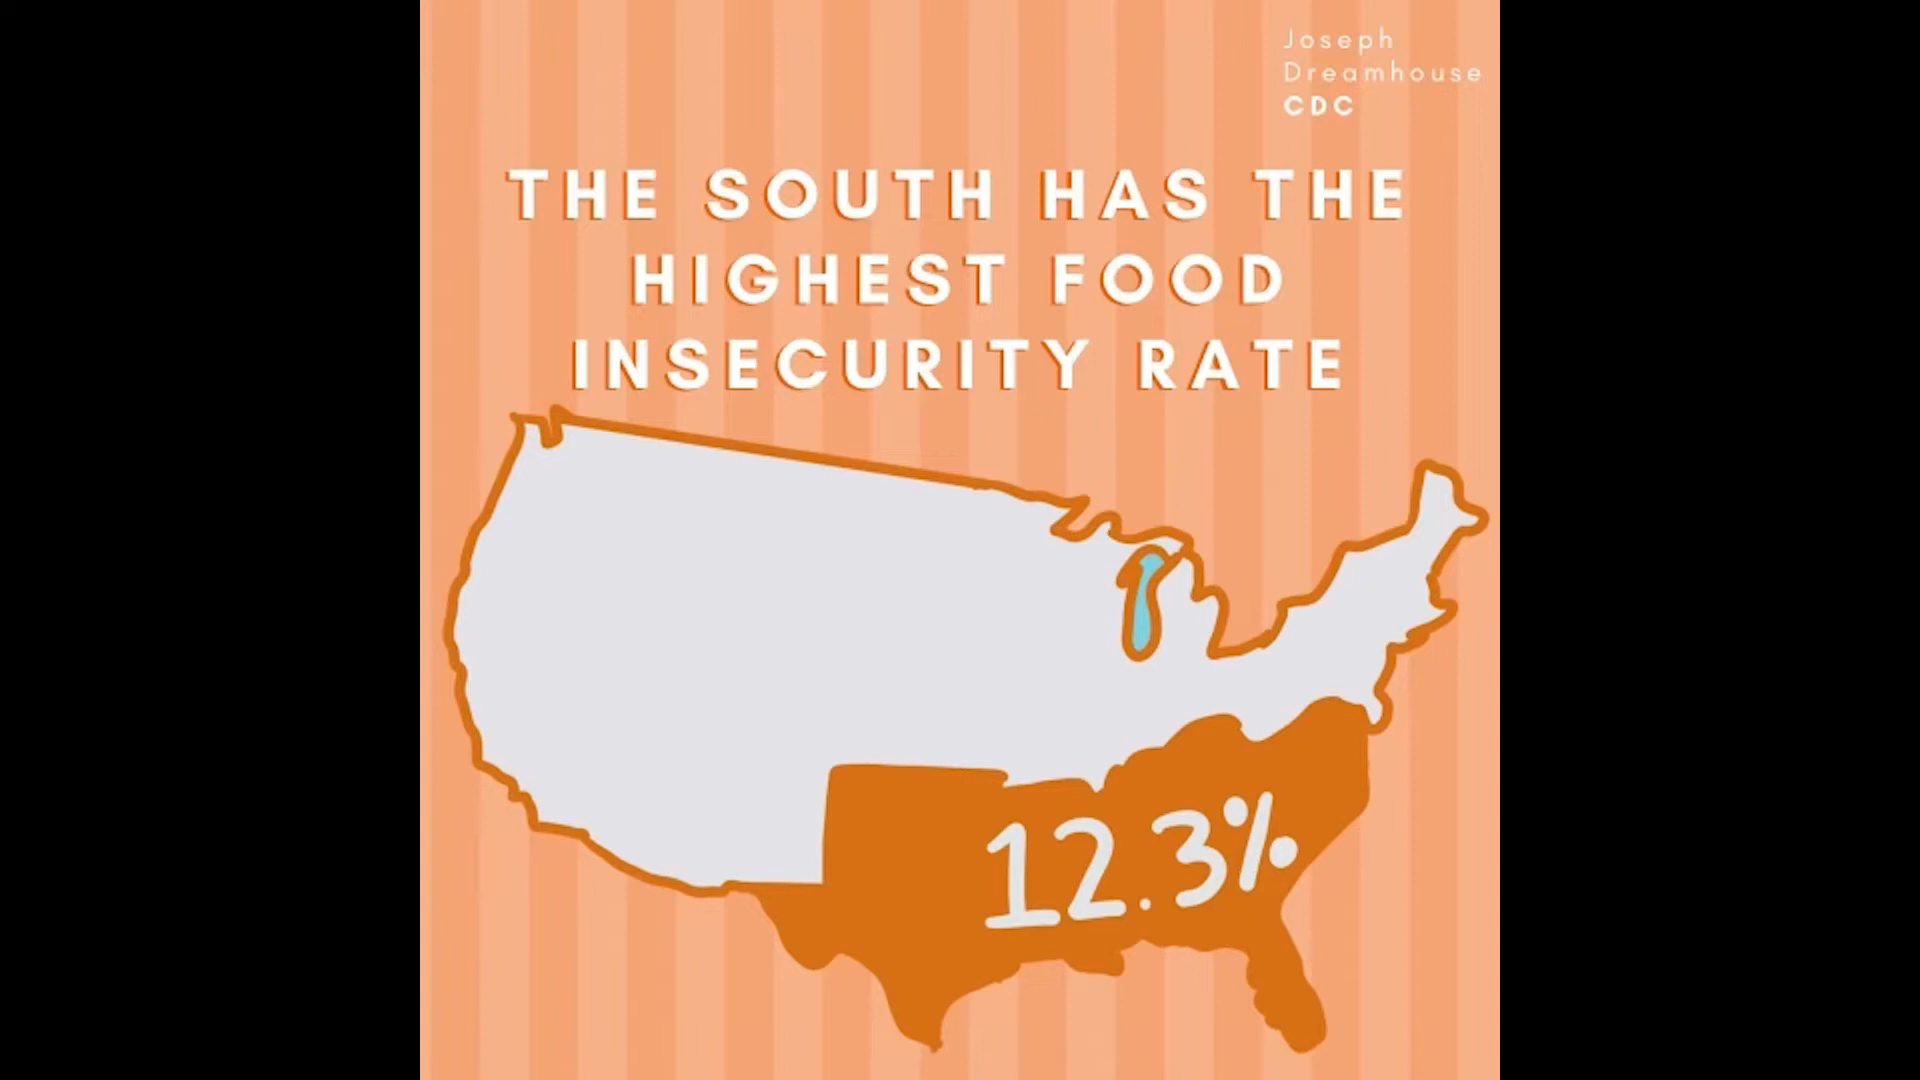 Joseph
Dreamhouse
CDC
THE SOUTH HAS THE
HIGHEST FOOD
INSECURITY RATE
12.3%